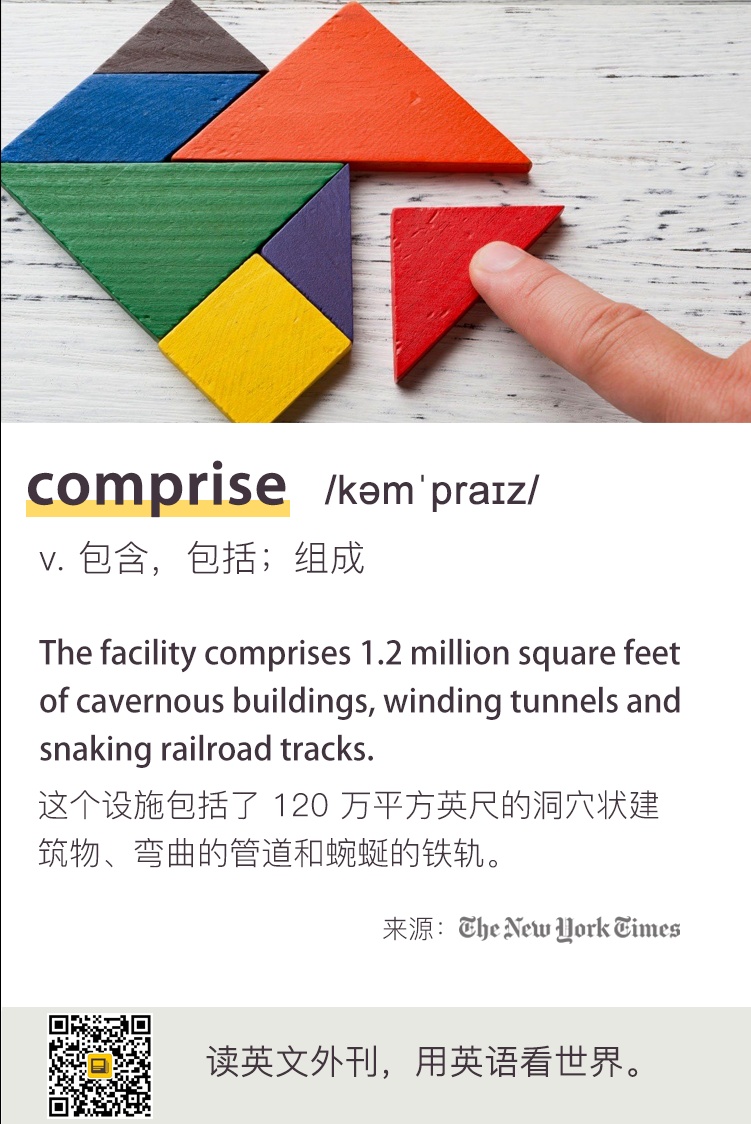 comprise /kəmˈpraɪz/
v. 包含，包括；组成
The facility comprises 1.2 million square feet
of cavernous buildings, winding tunnels and
snaking railroad tracks.
这个设施包括了 120 万平方英尺的洞穴状建
筑物、弯曲的管道和蜿蜒的铁轨。
来源：The New York Times
读英文外刊，用英语看世界。